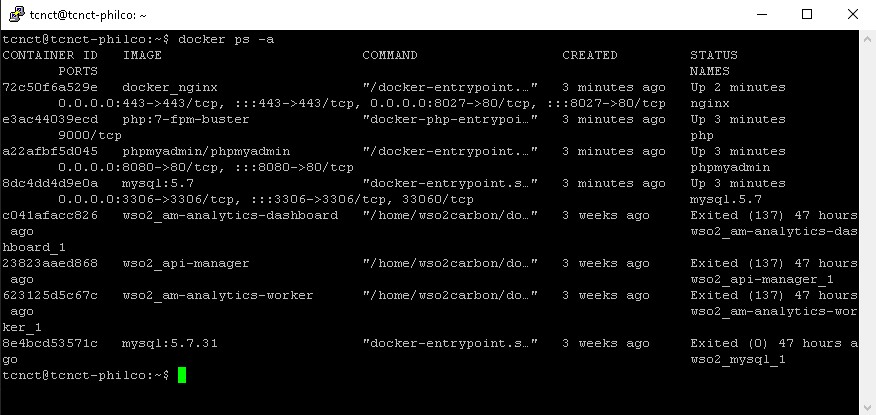 tcnct@tcnct-philco: ~
tcnct@tcnct-philco:~$ docker ps -a
CONTAINER ID   IMAGE                         COMMAND                  CREATED         STATUS
       PORTS                                                                          NAMES
72c50f6a529e   docker_nginx                  "/docker-entrypoint.…"   3 minutes ago   Up 2 minutes
       0.0.0.0:443->443/tcp, :::443->443/tcp, 0.0.0.0:8027->80/tcp, :::8027->80/tcp   nginx
e3ac44039ecd   php:7-fpm-buster              "docker-php-entrypoi…"   3 minutes ago   Up 3 minutes
       9000/tcp                                                                       php
a22afbf5d045   phpmyadmin/phpmyadmin         "/docker-entrypoint.…"   3 minutes ago   Up 3 minutes
       0.0.0.0:8080->80/tcp, :::8080->80/tcp                                          phpmyadmin
8dc4dd4d9e0a   mysql:5.7                     "docker-entrypoint.s…"   3 minutes ago   Up 3 minutes
       0.0.0.0:3306->3306/tcp, :::3306->3306/tcp, 33060/tcp                           mysql.5.7
c041afacc826   wso2_am-analytics-dashboard   "/home/wso2carbon/do…"   3 weeks ago     Exited (137) 47 hours
 ago                                                                                  wso2_am-analytics-das
hboard_1
23823aaed868   wso2_api-manager              "/home/wso2carbon/do…"   3 weeks ago     Exited (137) 47 hours
 ago                                                                                  wso2_api-manager_1
623125d5c67c   wso2_am-analytics-worker      "/home/wso2carbon/do…"   3 weeks ago     Exited (137) 47 hours
 ago                                                                                  wso2_am-analytics-wor
ker_1
8e4bcd53571c   mysql:5.7.31                  "docker-entrypoint.s…"   3 weeks ago     Exited (0) 47 hours a
go                                                                                    wso2_mysql_1
tcnct@tcnct-philco:~$